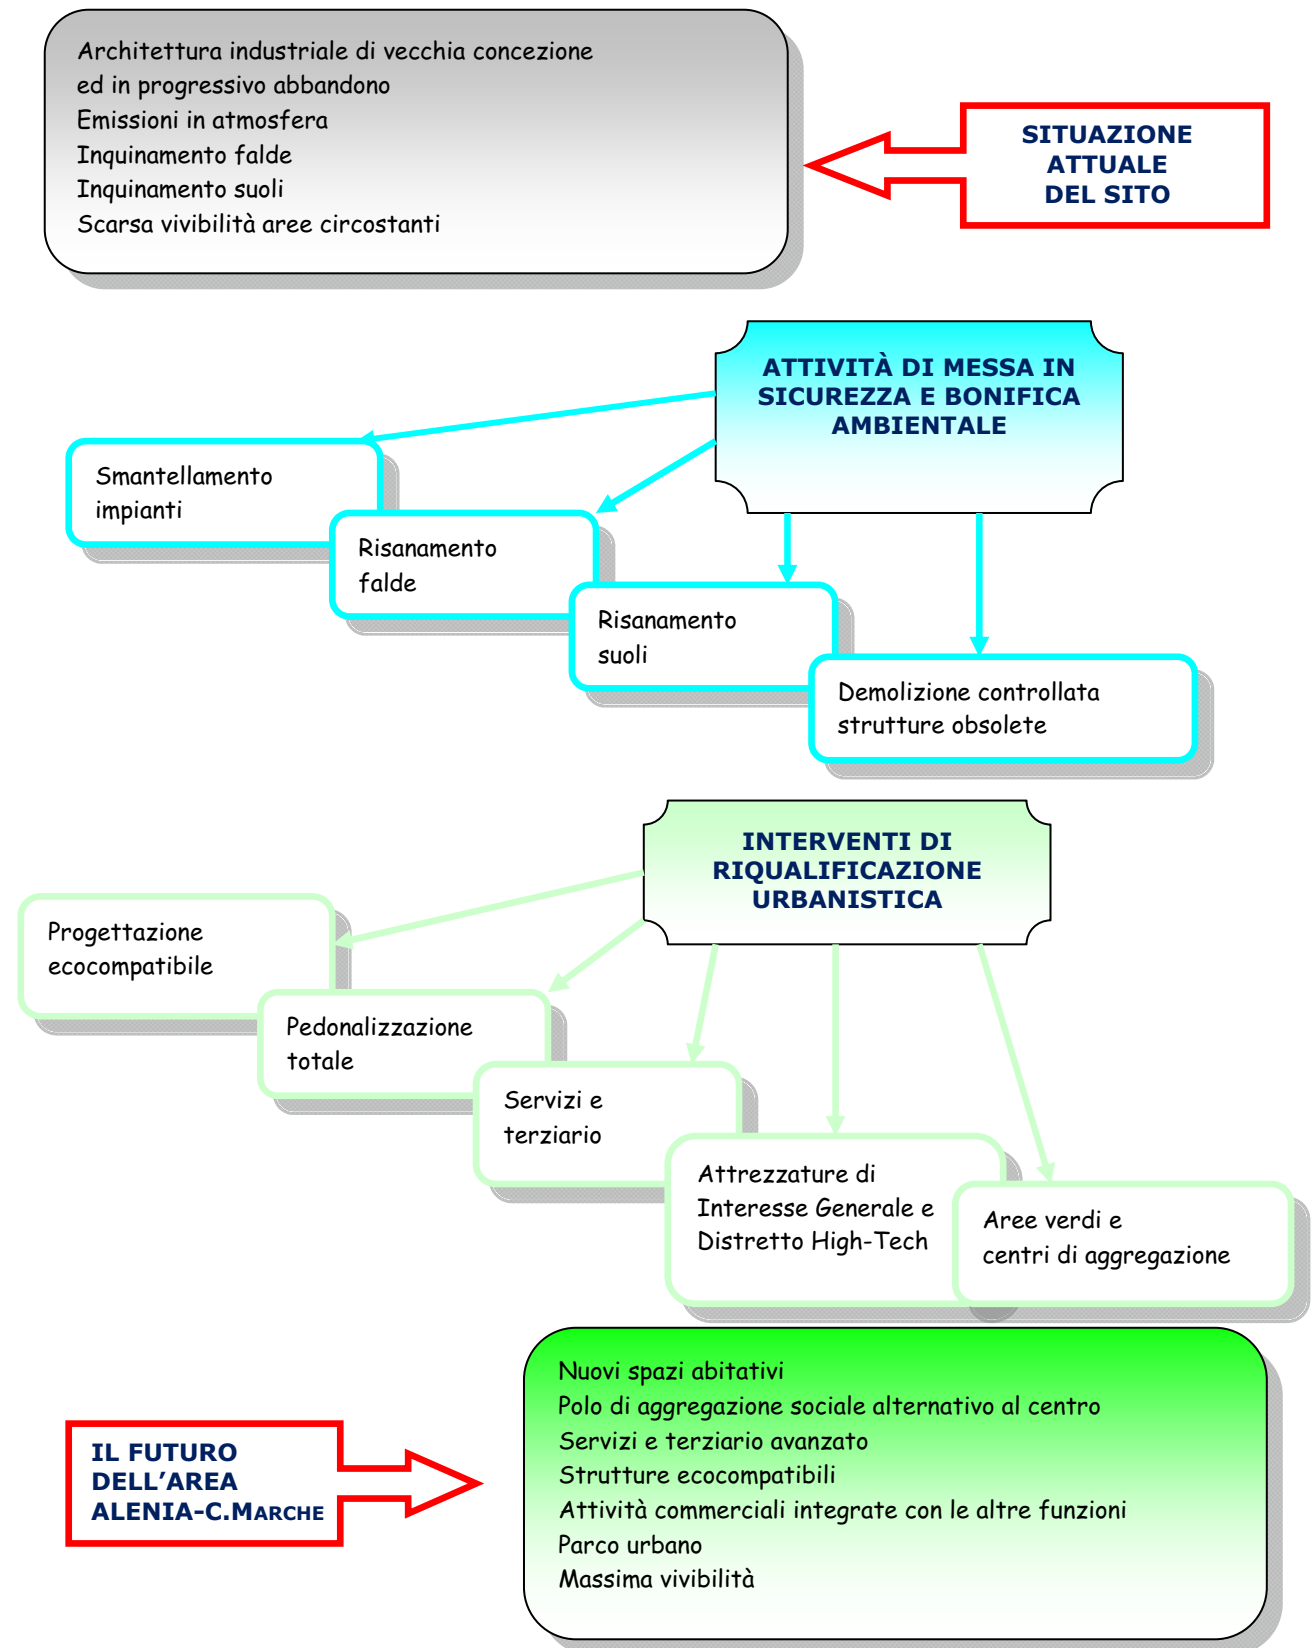 Architettura industriale di vecchia concezione
ed in progressivo abbandono
Emissioni in atmosfera
Inquinamento falde
Inquinamento suoli
Scarsa vivibilità aree circostanti
SITUAZIONE
ATTUALE
DEL SITO
ATTIVITÀ DI MESSA IN
SICUREZZA E BONIFICA
AMBIENTALE
Smantellamento
impianti
Risanamento
falde
Risanamento
suoli
Demolizione controllata
strutture obsolete
INTERVENTI DI
RIQUALIFICAZIONE
URBANISTICA
Progettazione
ecocompatibile
Pedonalizzazione
totale
Servizi e
terziario
Attrezzature di
Interesse Generale e
Distretto High-Tech
Aree verdi e
centri di aggregazione
IL FUTURO
DELL’AREA
ALENIA-C.MARCHE
Nuovi spazi abitativi
Polo di aggregazione sociale alternativo al centro
Servizi e terziario avanzato
Strutture ecocompatibili
Attività commerciali integrate con le altre funzioni
Parco urbano
Massima vivibilità